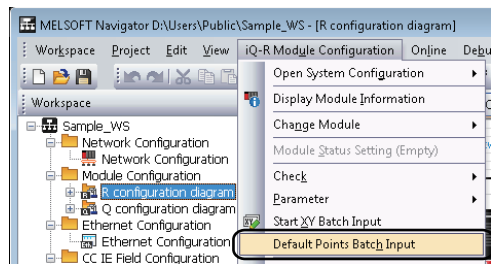 MELSOFT Navigator D:\Users\Public\Sample_WS - [R configuration diagram]
Workspace Project Edit View iQ-R Module Configuration Online
Workspace
Sample_WS
Network Configuration
Network Configuration
Module Configuration
R configuration diagram
Q configuration diagram
Ethernet Configuration
Ethernet Configuration
CC IE Field Configuration
Open System Configuration
Display Module Information
Change Module
Module Status Setting (Empty)
Check
Parameter
Start XY Batch Input
Default Points Batch Input